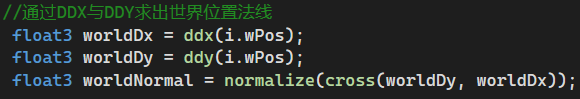 //通过DDX与DDY求出世界位置法线
float3 worldDx = ddx(i.wPos);
float3 worldDy = ddy(i.wPos);
float3 worldNormal = normalize(cross(worldDy, worldDx));